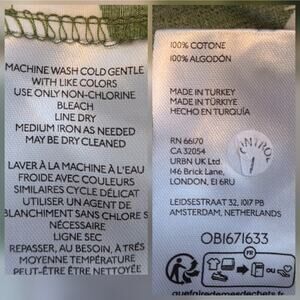 MACHINE WASH COLD GENTLE
WITH LIKE COLORS
USE ONLY NON-CHLORINE
BLEACH
LINE DRY
MEDIUM IRON AS NEEDED
MAY BE DRY CLEANED
LAVER À LA MACHINE À L'EAU
FROIDE AVEC COULEURS
SIMILAIRES CYCLE DÉLICAT
UTILISER UN AGENT DE
BLANCHIMENT SANS CHLORE S
NÉCESSAIRE
LIGNE SEC
REPASSER, AU BESOIN, À TRÈS
MOYENNE TEMPÉRATURE
PEUT-ÊTRE ÊTRE NETTOYÉE
100% COTONE
100% ALGODÓN
MADE IN TURKEY
MADE IN TÜRKIYE
HECHO EN TURQUÍA
RN 66170
CA 32054
URBN UK Ltd.
146 Brick Lane,
LONDON, E1 6RU
CONTROL
1
LEIDSESTRAAT 32, 1017 PB
AMSTERDAM, NETHERLANDS
OB1671633
FR
quefairedemesdechets.fr